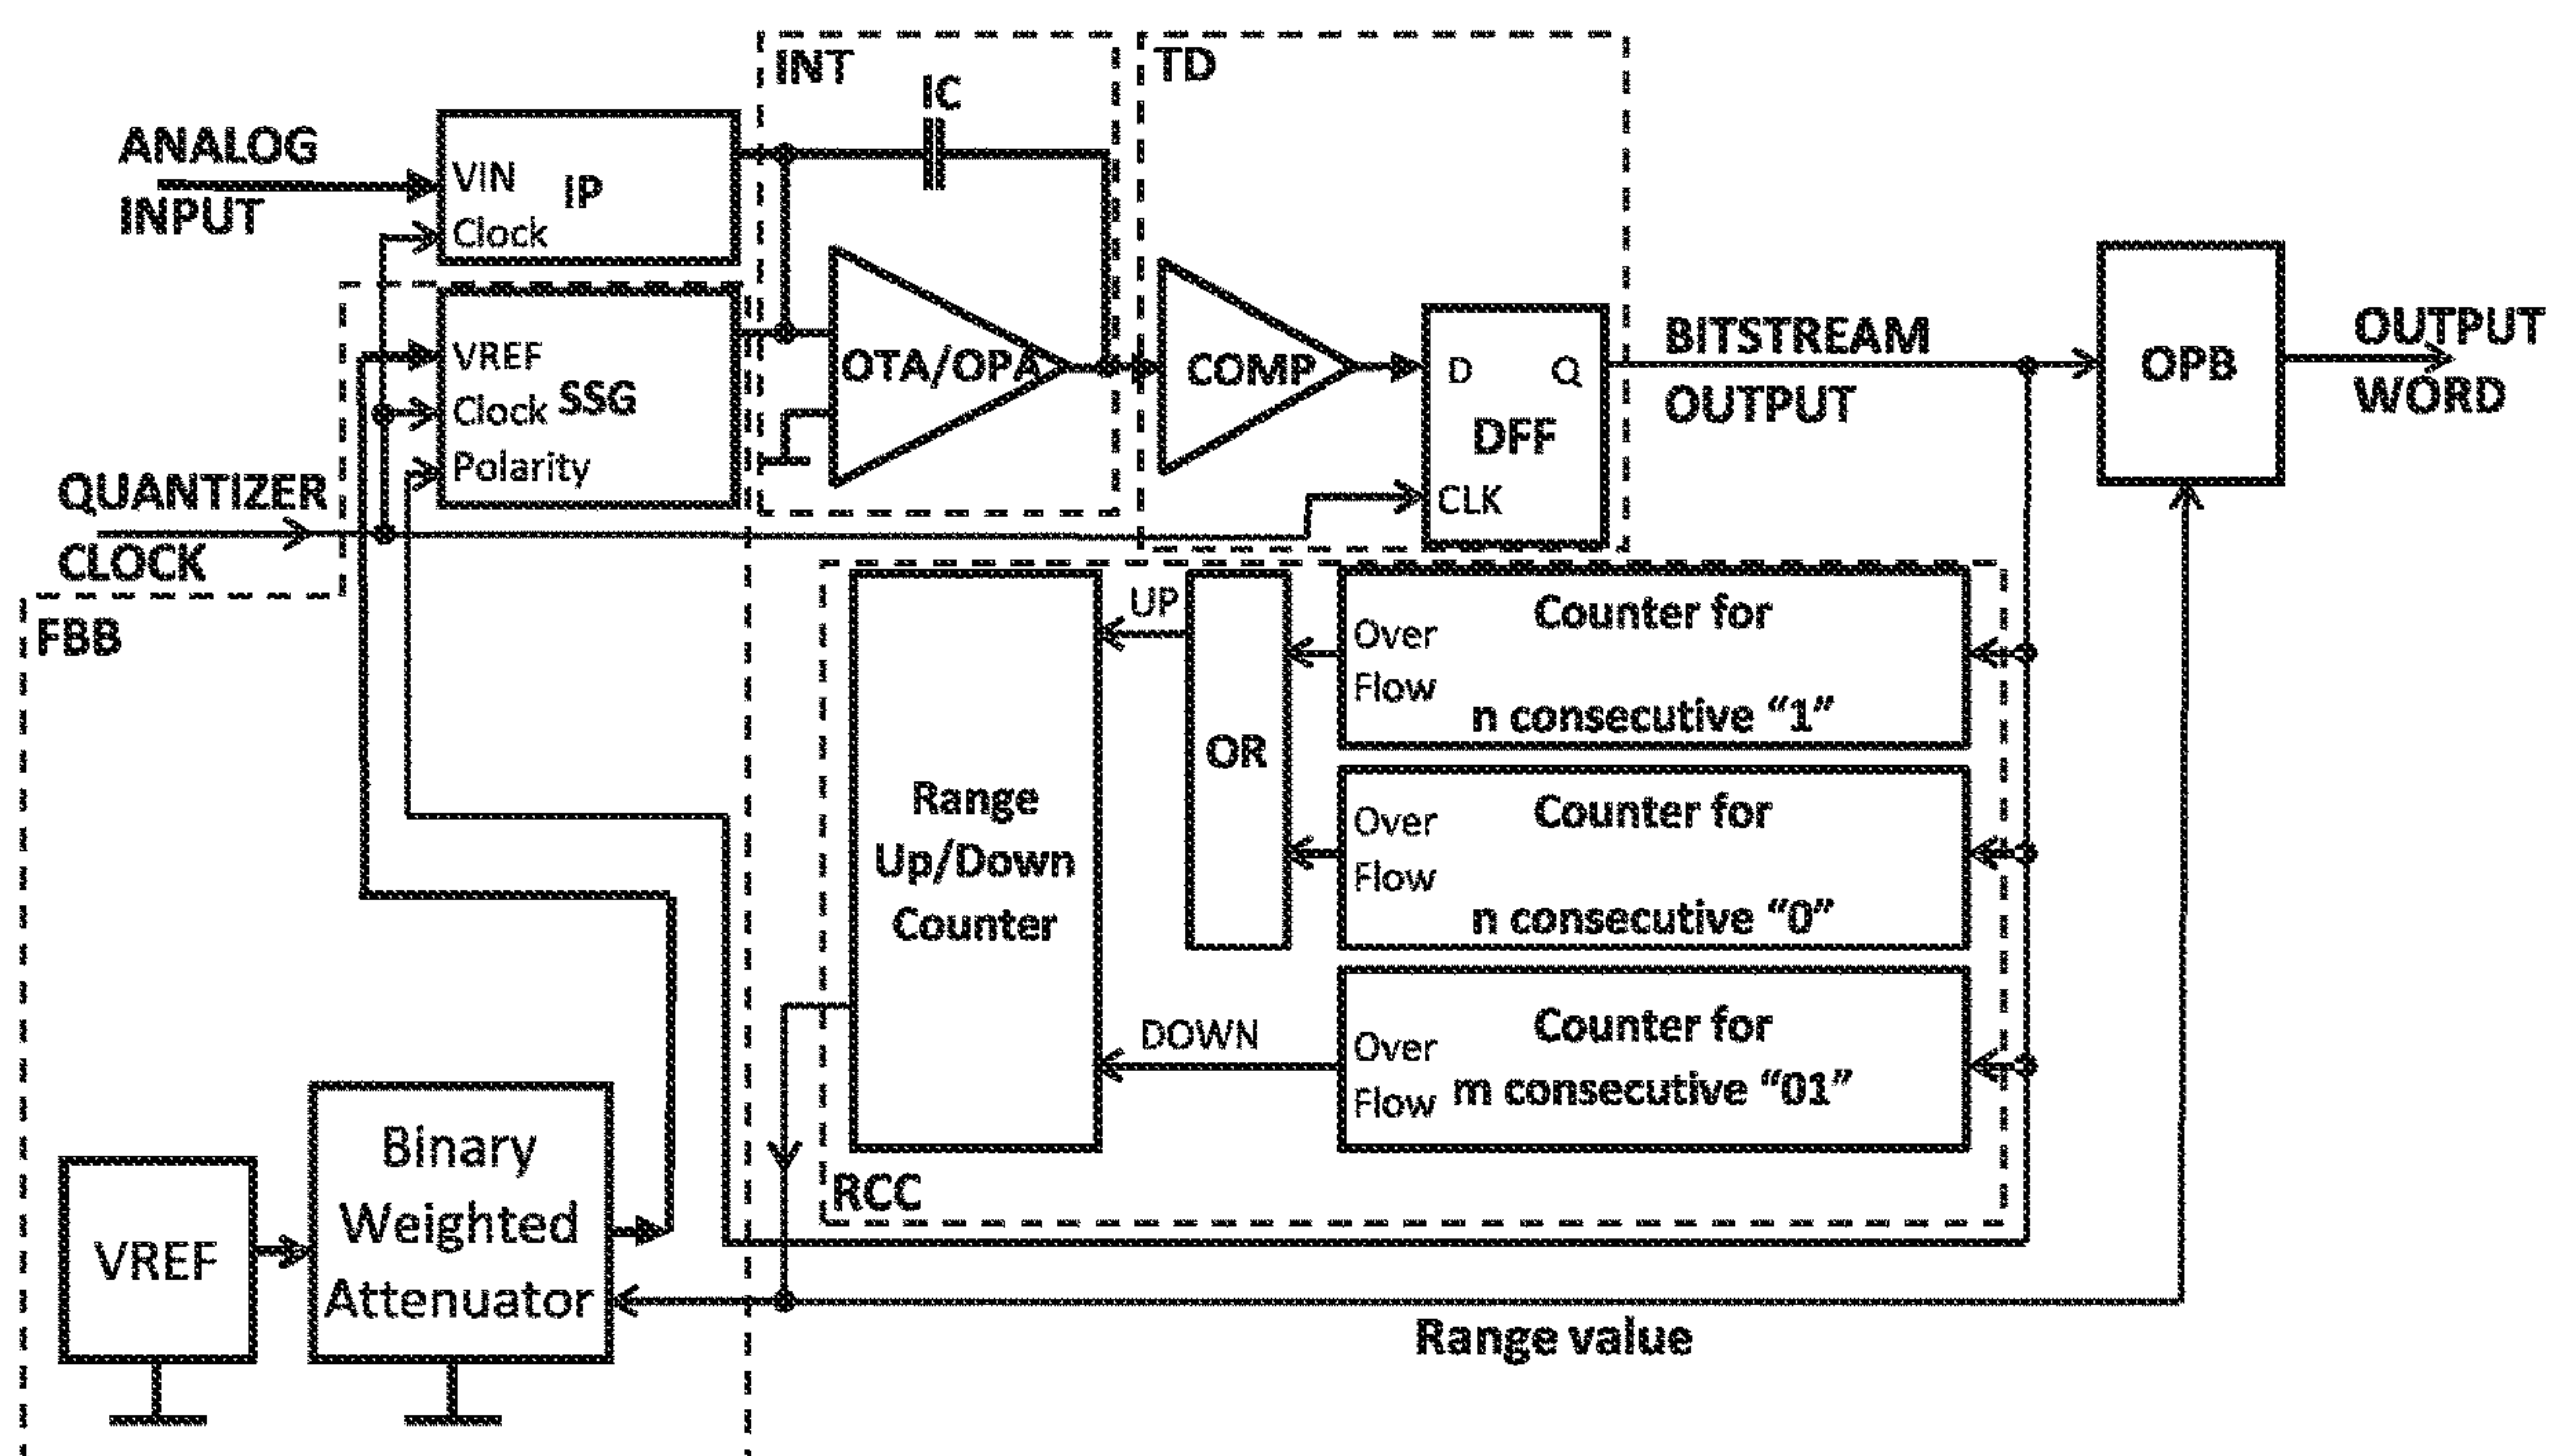 INT
TD
IC
ANALOG
INPUT
VIN
IP
Clock
VREF
Clock SSG
Polarity
OTA/OPA
COMP
D Q
DFF
CLK
BITSTREAM
OUTPUT
OPB
OUTPUT
WORD
QUANTIZER
CLOCK
FBB
UP
OR
Over
Flow
Counter for
n consecutive “1”
Range
Up/Down
Counter
Over
Flow
Counter for
n consecutive “0”
DOWN
Over
Flow
Counter for
m consecutive “01”
RCC
VREF
Binary
Weighted
Attenuator
Range value